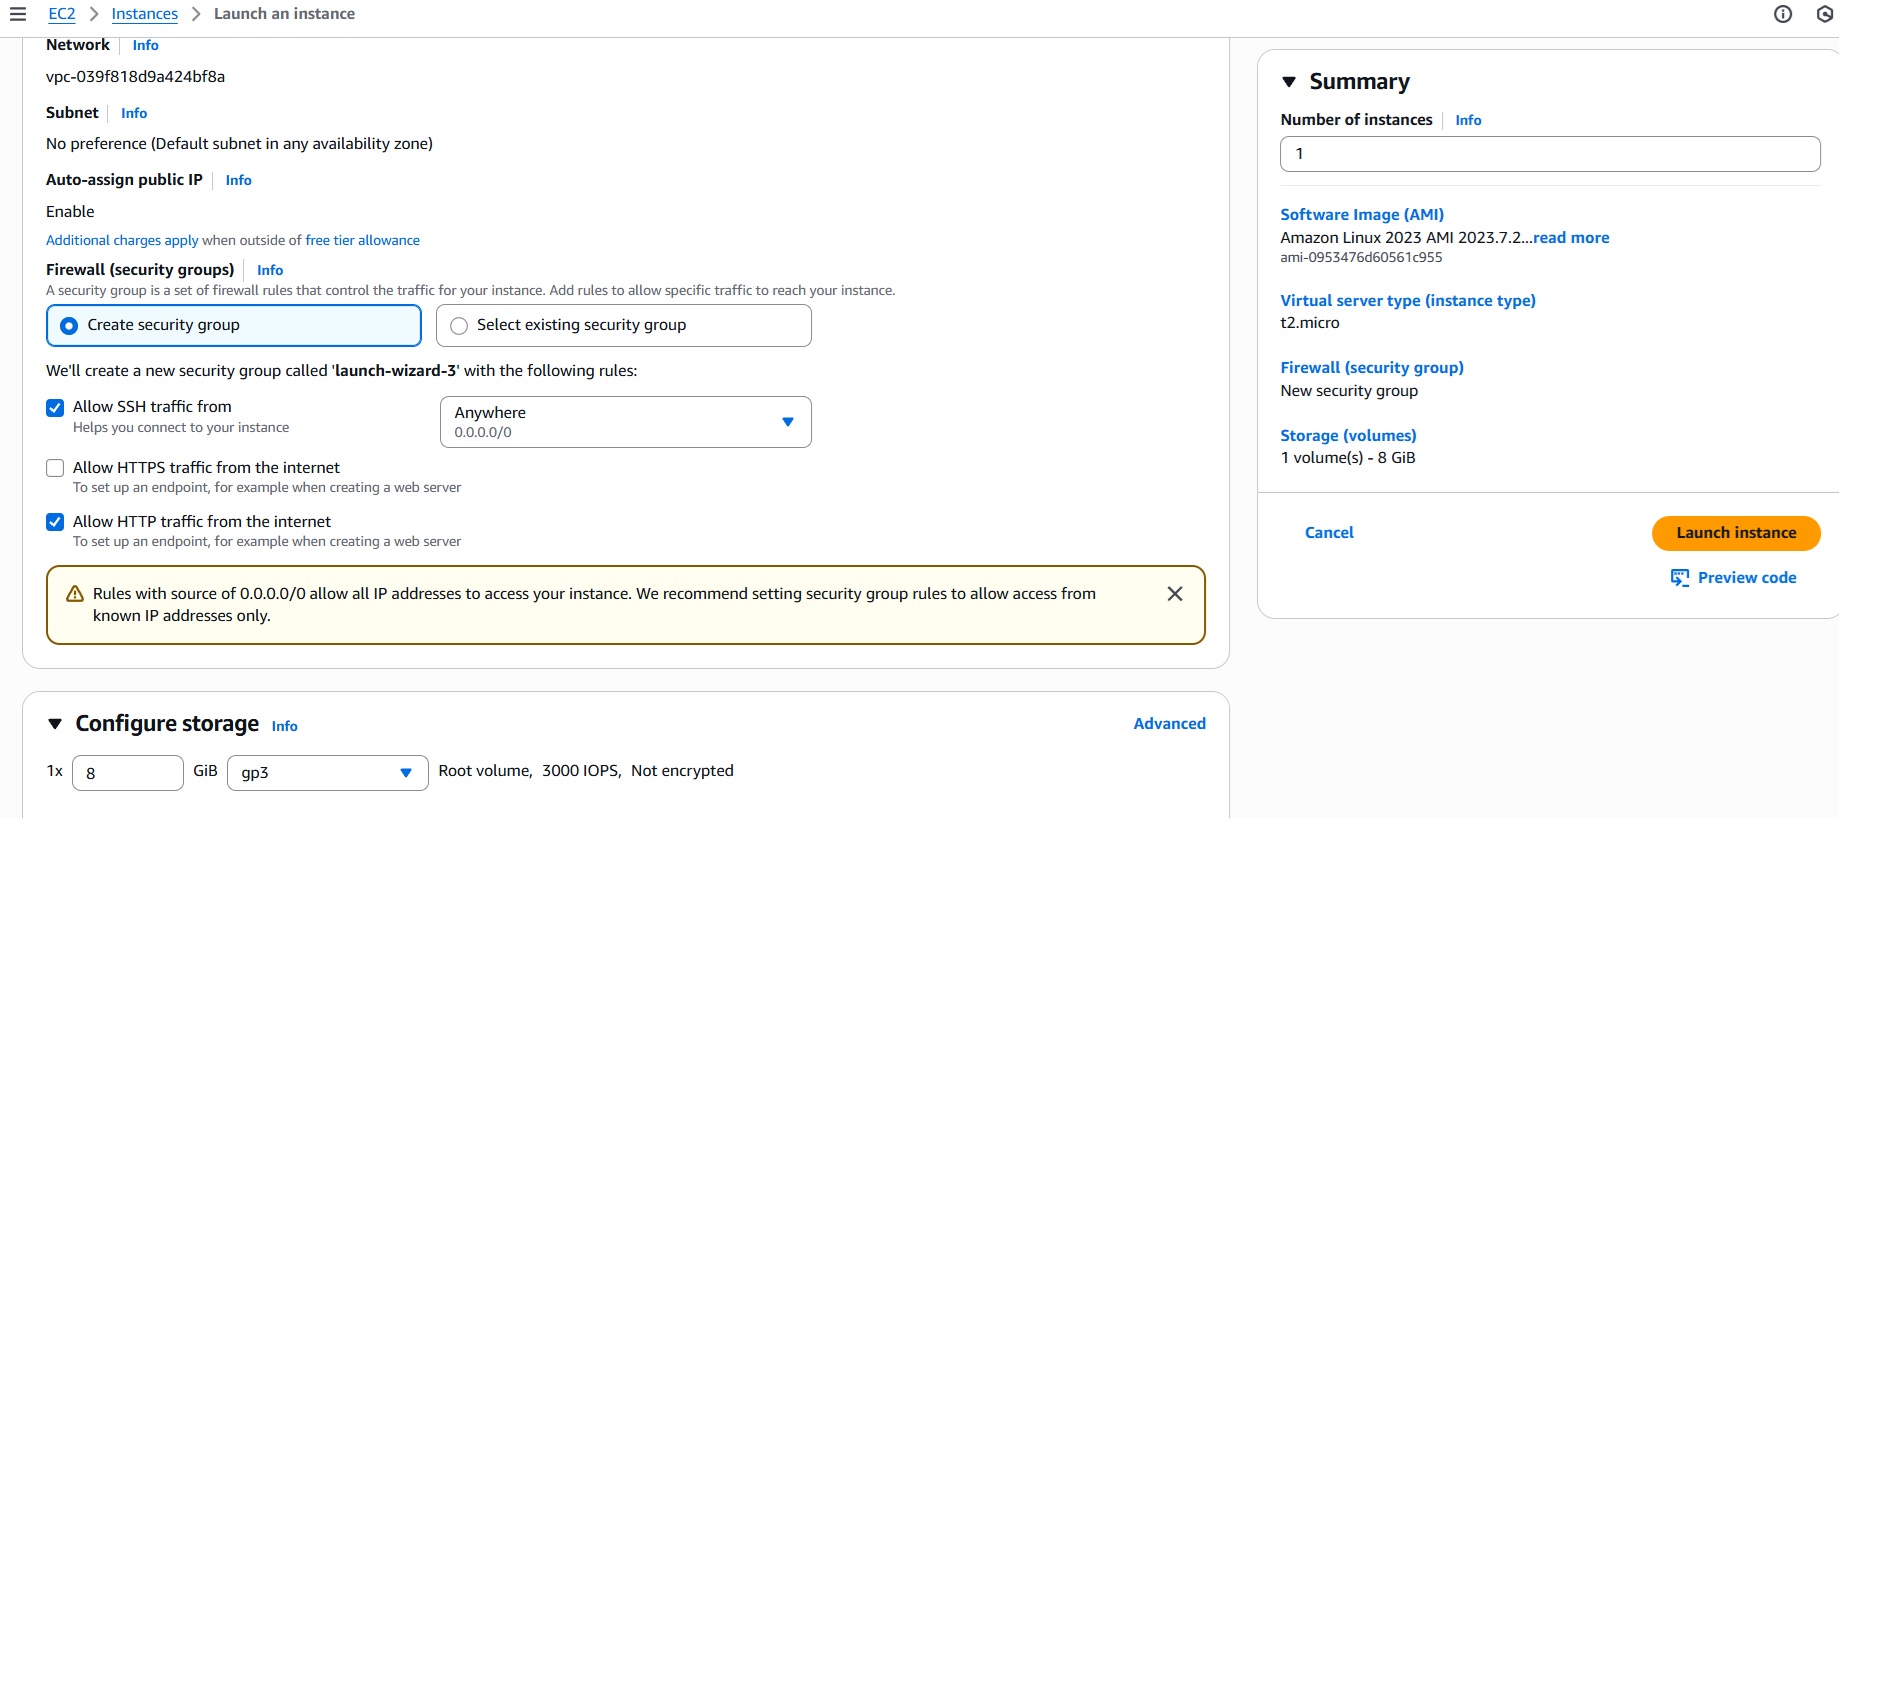 EC2 > Instances > Launch an instance
Network | Info
vpc-039f818d9a424bf8a
Subnet | Info
No preference (Default subnet in any availability zone)
Auto-assign public IP | Info
Enable
Additional charges apply when outside of free tier allowance
Firewall (security groups) | Info
A security group is a set of firewall rules that control the traffic for your instance. Add rules to allow specific traffic to reach your instance.
Create security group
Select existing security group
We'll create a new security group called 'launch-wizard-3' with the following rules:
Allow SSH traffic from
Helps you connect to your instance
Anywhere
0.0.0.0/0
Allow HTTPS traffic from the internet
To set up an endpoint, for example when creating a web server
Allow HTTP traffic from the internet
To set up an endpoint, for example when creating a web server
Rules with source of 0.0.0.0/0 allow all IP addresses to access your instance. We recommend setting security group rules to allow access from
known IP addresses only.
Configure storage Info
Advanced
1x 8 GiB gp3 Root volume, 3000 IOPS, Not encrypted
Summary
Number of instances | Info
1
Software Image (AMI)
Amazon Linux 2023 AMI 2023.7.2...read more
ami-0953476d60561c955
Virtual server type (instance type)
t2.micro
Firewall (security group)
New security group
Storage (volumes)
1 volume(s) - 8 GiB
Cancel
Launch instance
Preview code